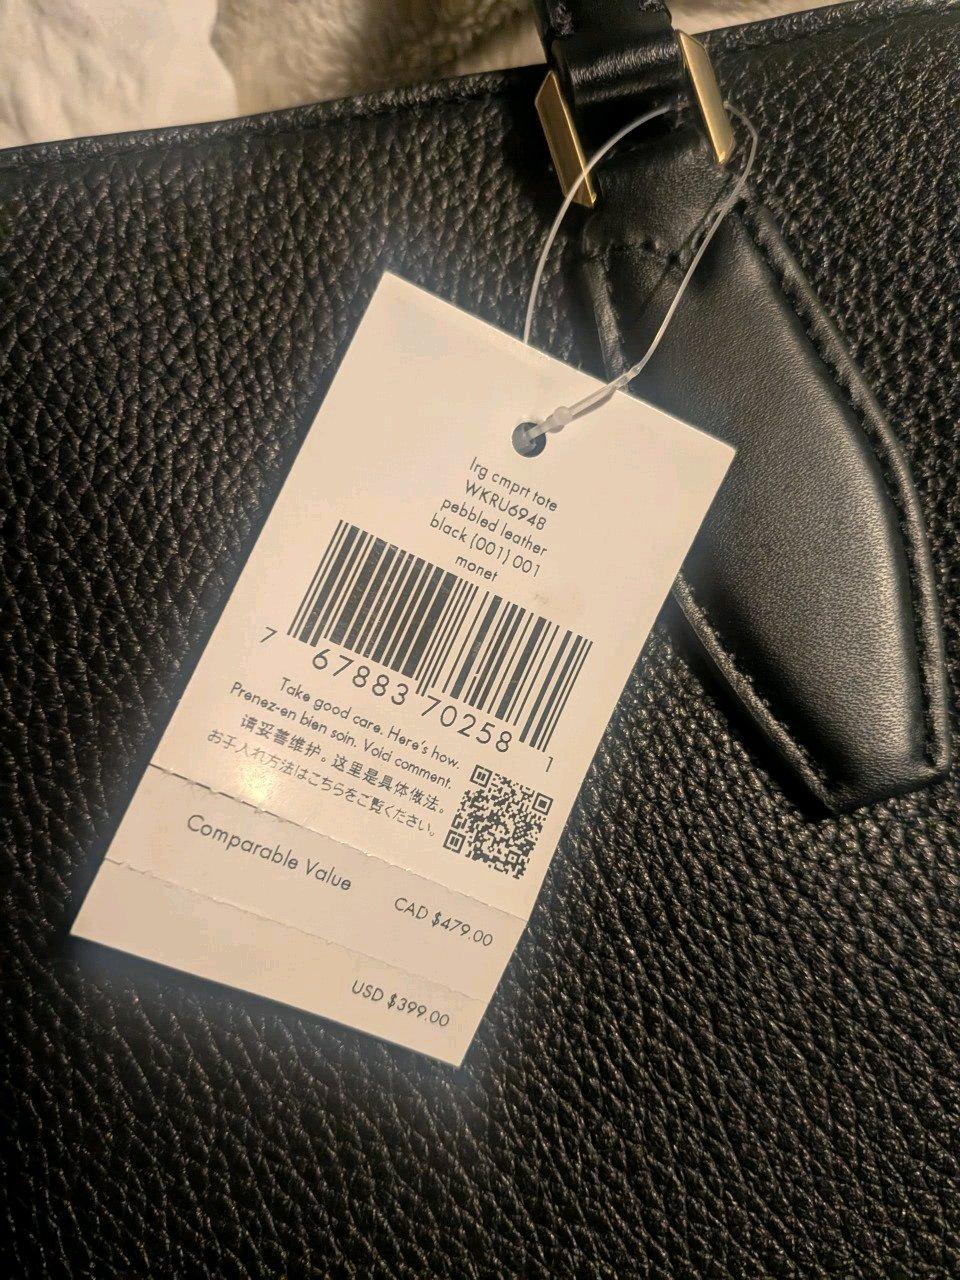 lrg cmprt tote
WKRU6948
pebbled leather
black (001) 001
monet
7 67883 70258 1
Take good care. Here's how.
Prenez-en bien soin. Void comment.
请妥善维护。这里是具体做法。
お手入れ方法はこちらをご覧ください。
Comparable Value
CAD $479.00
USD $399.00